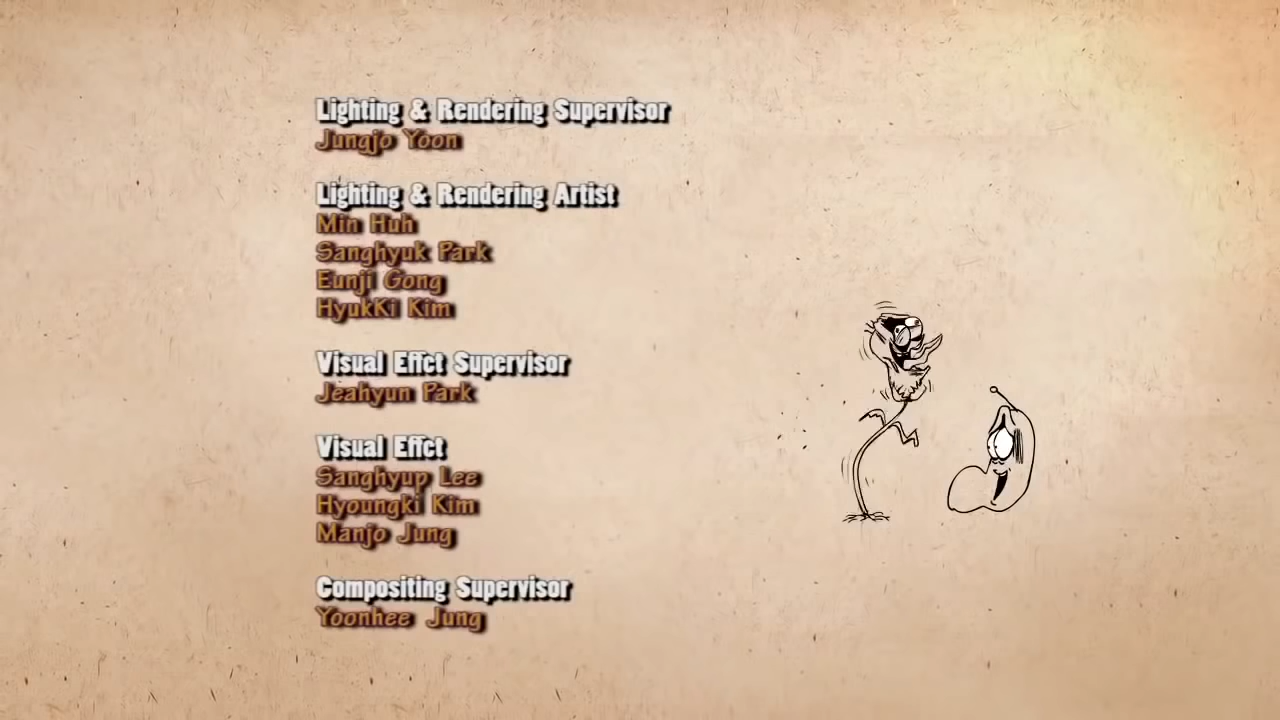 Lighting & Rendering Supervisor
Jungjo Yoon
Lighting & Rendering Artist
Min Huh
Sanghyuk Park
Eunji Gong
HyukKi Kim
Visual Effct Supervisor
Jeahyun Park
Visual Effct
Sanghyup Lee
Hyoungki Kim
Manjo Jung
Compositing Supervisor
Yoonhee Jung